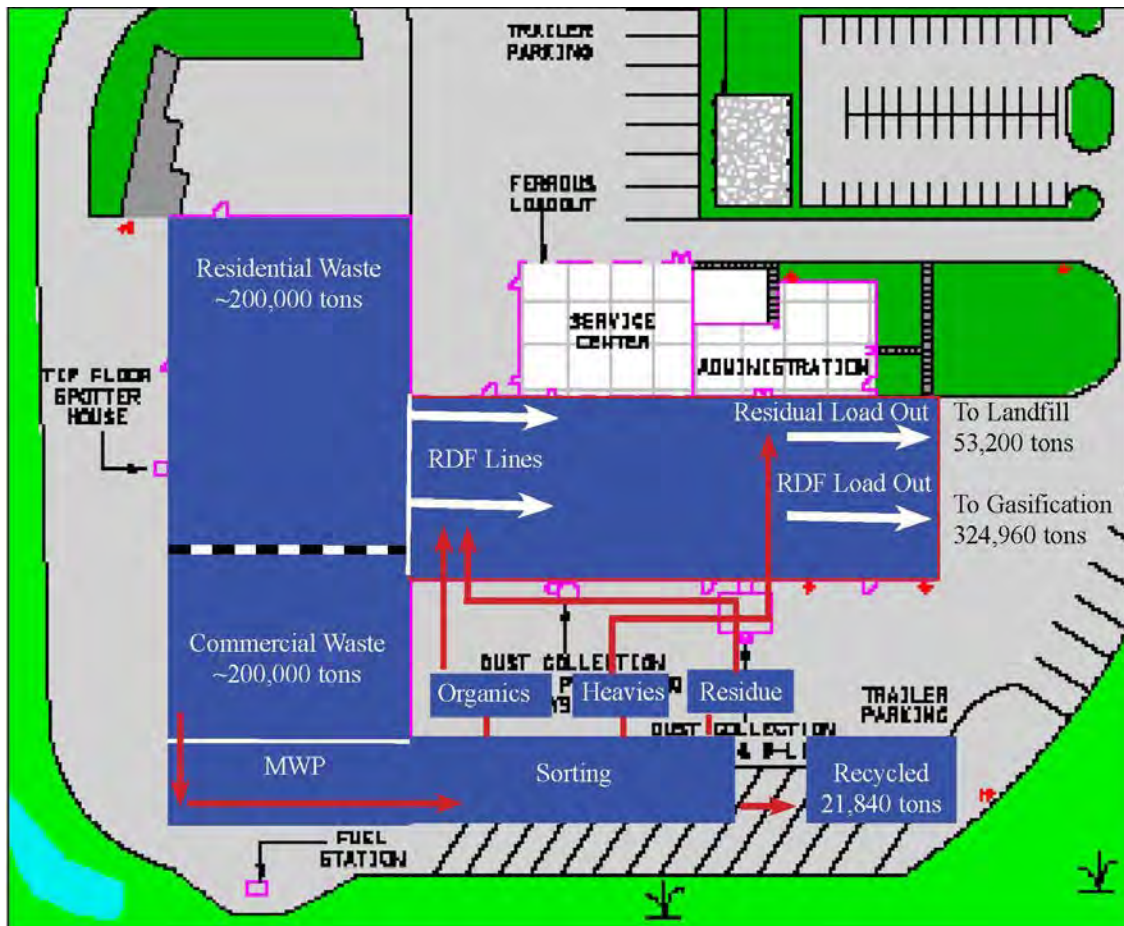 TRAILER
PARKING
FERROUS
LOADOUT
Residential Waste
~200,000 tons
SERVICE
CENTER
ADMINISTRATION
TIP FLOOR
SPOTTER
HOUSE
Residual Load Out
To Landfill
53,200 tons
RDF Lines
RDF Load Out
To Gasification
324,960 tons
Commercial Waste
~200,000 tons
DUST COLLECTION
Organics
Heavies
Residue
TRAILER
PARKING
DUST COLLECTION
MWP
Sorting
Recycled
21,840 tons
FUEL
STATION